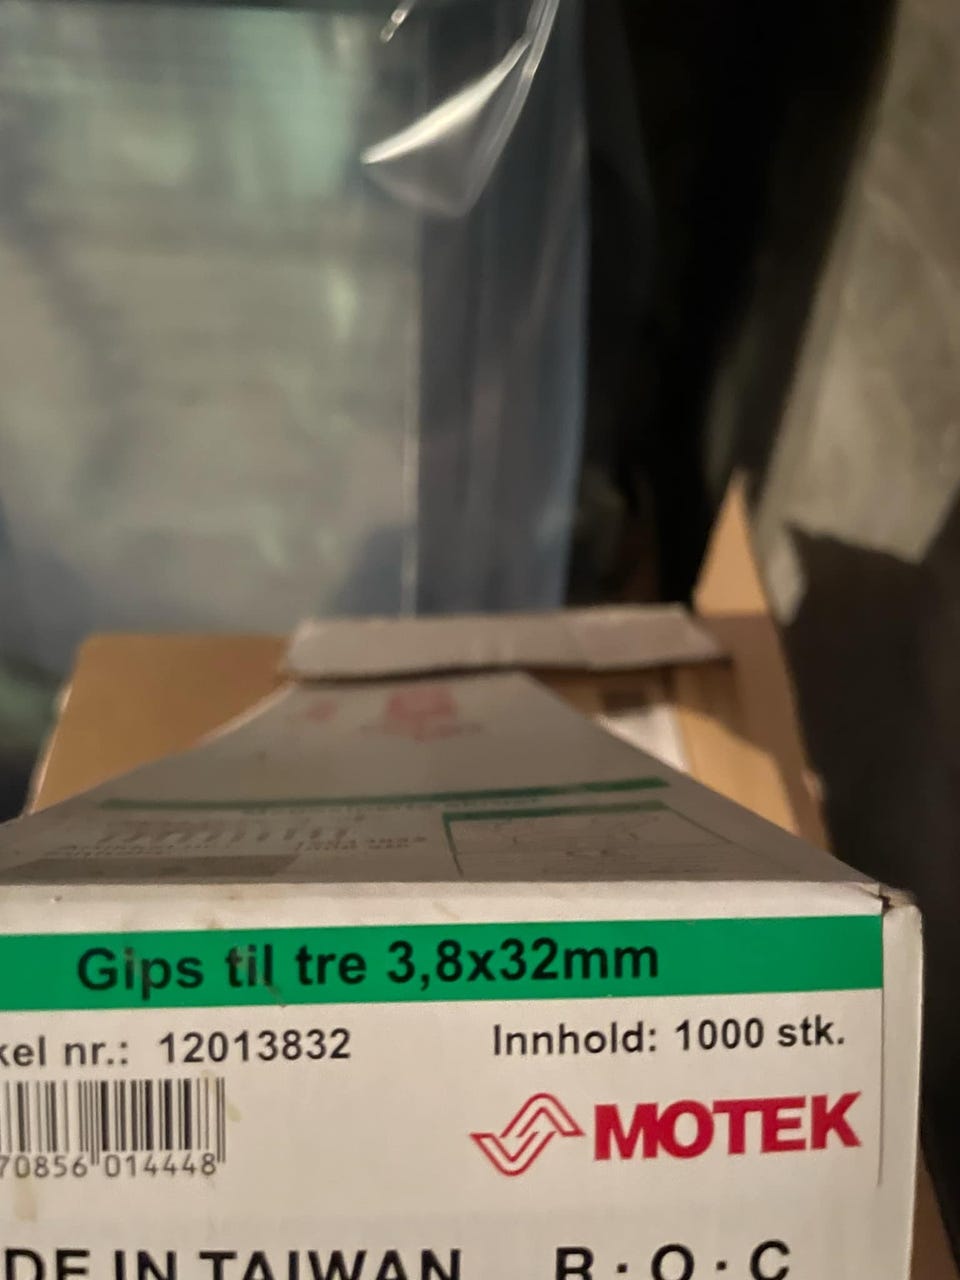 Gips til tre 3,8x32mm
kel nr.: 12013832
Innhold: 1000 stk.
70856 014448
MOTEK
DE IN TAIWAN R.O.C